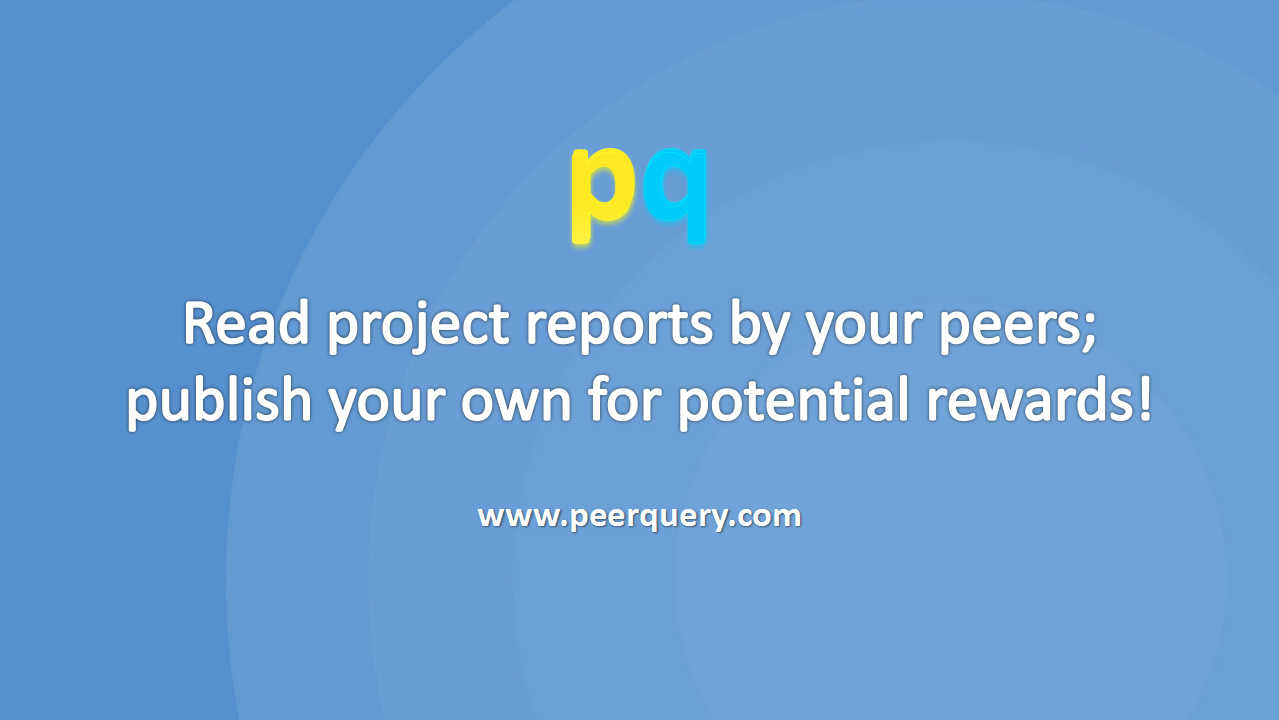 pq
Read project reports by your peers;
publish your own for potential rewards!
www.peerquery.com